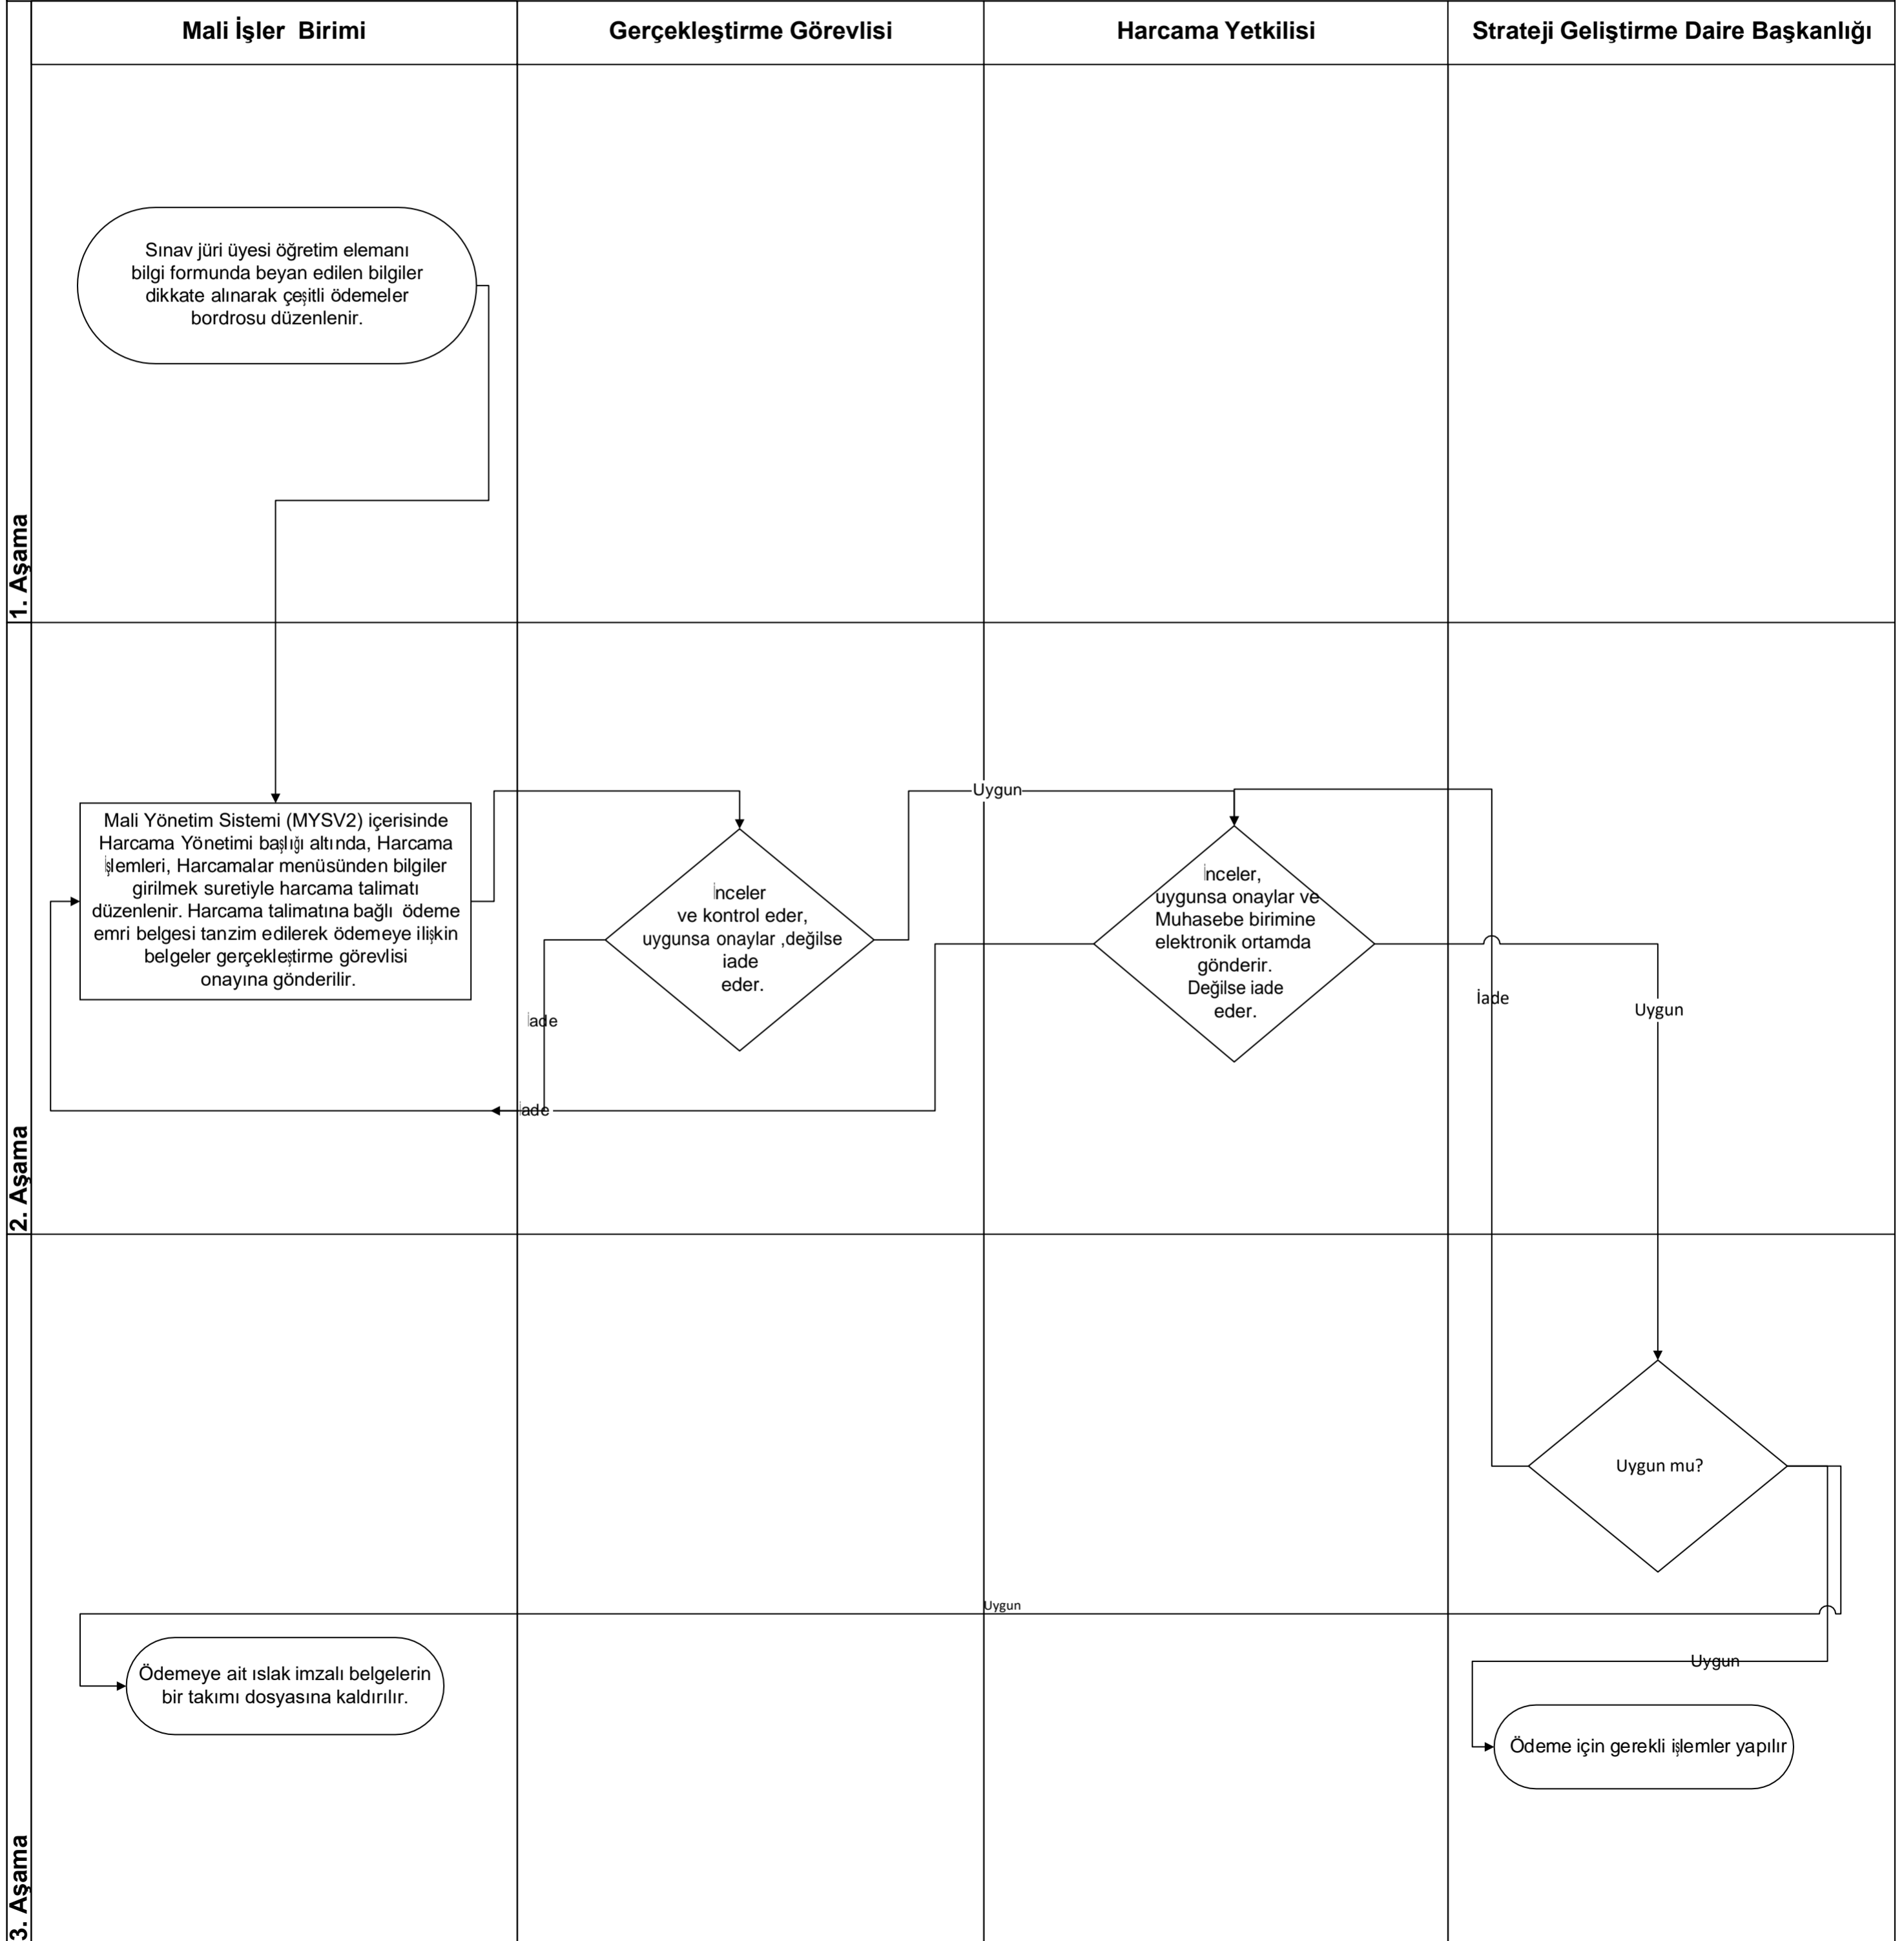 Mali İşler Birimi
Gerçekleştirme Görevlisi
Harcama Yetkilisi
Strateji Geliştirme Daire Başkanlığı
1. Aşama
Sınav jüri üyesi öğretim elemanı
bilgi formunda beyan edilen bilgiler
dikkate alınarak çeşitli ödemeler
bordrosu düzenlenir.
2. Aşama
Mali Yönetim Sistemi (MYSV2) içerisinde
Harcama Yönetimi başlığı altında, Harcama
İşlemleri, Harcamalar menüsünden bilgiler
girilmek suretiyle harcama talimatı
düzenlenir. Harcama talimatına bağlı ödeme
emri belgesi tanzim edilerek ödemeye ilişkin
belgeler gerçekleştirme görevlisi
onayına gönderilir.
İnceler
ve kontrol eder,
uygunsa onaylar ,değilse
iade
eder.
Uygun
İade
İade
İnceler,
uygunsa onaylar ve
Muhasebe birimine
elektronik ortamda
gönderir.
Değilse iade
eder.
İade
Uygun
3. Aşama
Uygun mu?
Uygun
Uygun
Ödemeye ait ıslak imzalı belgelerin
bir takımı dosyasına kaldırılır.
Ödeme için gerekli işlemler yapılır